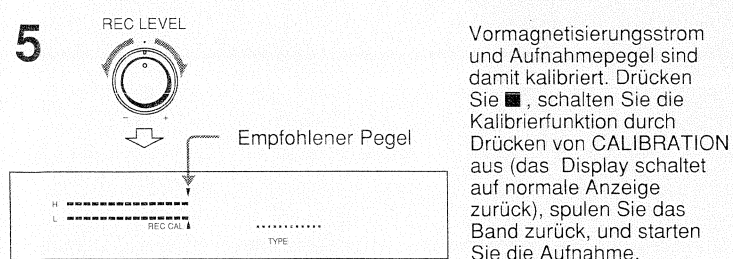 5
REC LEVEL
– +
Empfohlener Pegel
H
L
REC CAL
TYPE
Vormagnetisierungsstrom
und Aufnahmepegel sind
damit kalibriert. Drücken
Sie ■ , schalten Sie die
Kalibrierfunktion durch
Drücken von CALIBRATION
aus (das Display schaltet
auf normale Anzeige
zurück), spulen Sie das
Band zurück, und starten
Sie die Aufnahme.